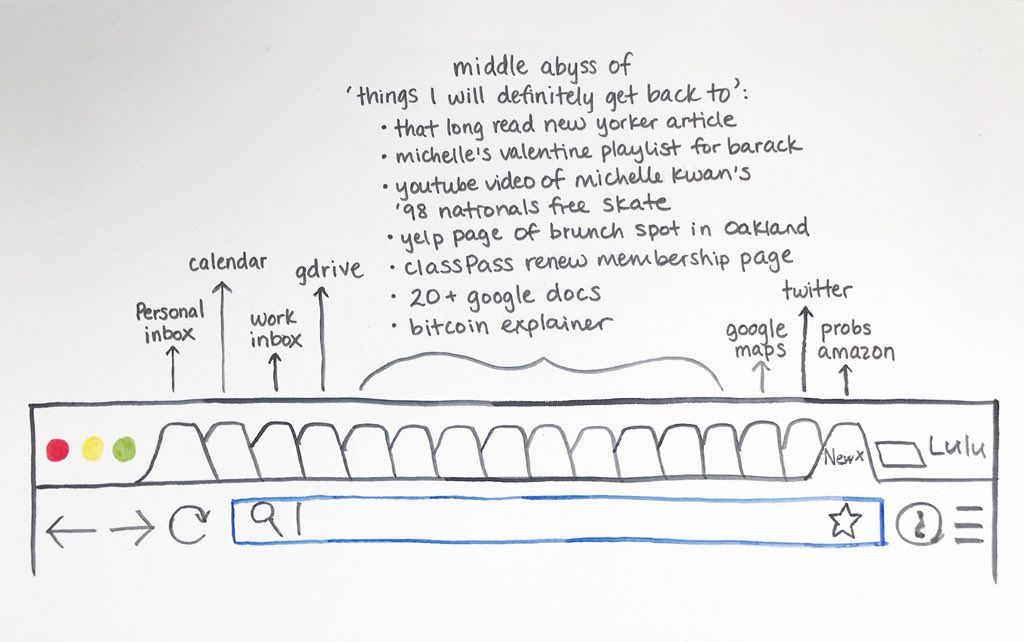 middle abyss of
'things I will definitely get back to':
• that long read new yorker article
• michelle's valentine playlist for barack
• youtube video of michelle kwan's
'98 nationals free skate
• yelp page of brunch spot in Oakland
• classPass renew membership page
• 20+ google docs
• bitcoin explainer
Personal
inbox
calendar
work
inbox
gdrive
google
maps
twitter
probs
amazon
New x
Lulu